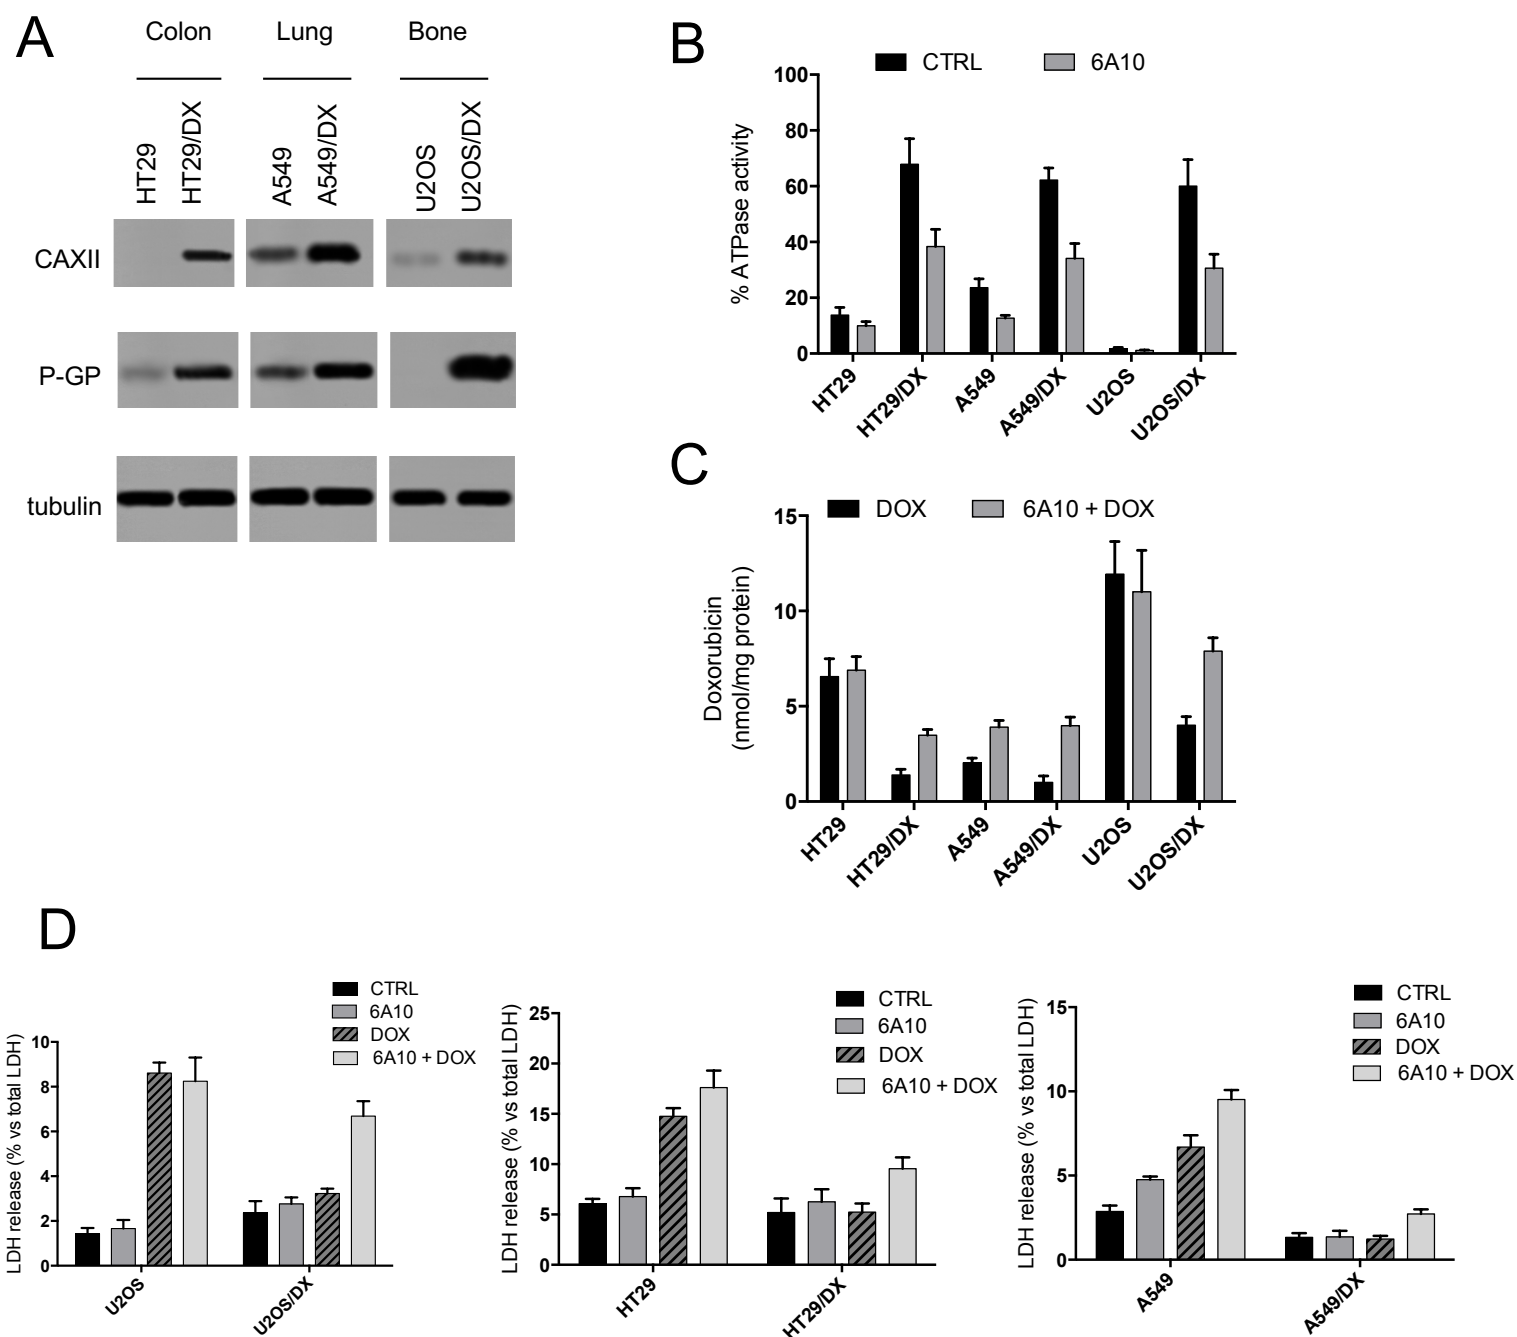 A
Colon Lung Bone
HT29 HT29/DX A549 A549/DX U2OS U2OS/DX
CAXII
P-GP
tubulin
B
CTRL 6A10
% ATPase activity
100
80
60
40
20
0
HT29 HT29/DX A549 A549/DX U2OS U2OS/DX
C
DOX 6A10 + DOX
Doxorubicin
(nmol/mg protein)
15
10
5
0
HT29 HT29/DX A549 A549/DX U2OS U2OS/DX
D
CTRL
6A10
DOX
6A10 + DOX
LDH release (% vs total LDH)
10
8
6
4
2
0
U2OS U2OS/DX
CTRL
6A10
DOX
6A10 + DOX
LDH release (% vs total LDH)
25
20
15
10
5
0
HT29 HT29/DX
CTRL
6A10
DOX
6A10 + DOX
LDH release (% vs total LDH)
15
10
5
0
A549 A549/DX